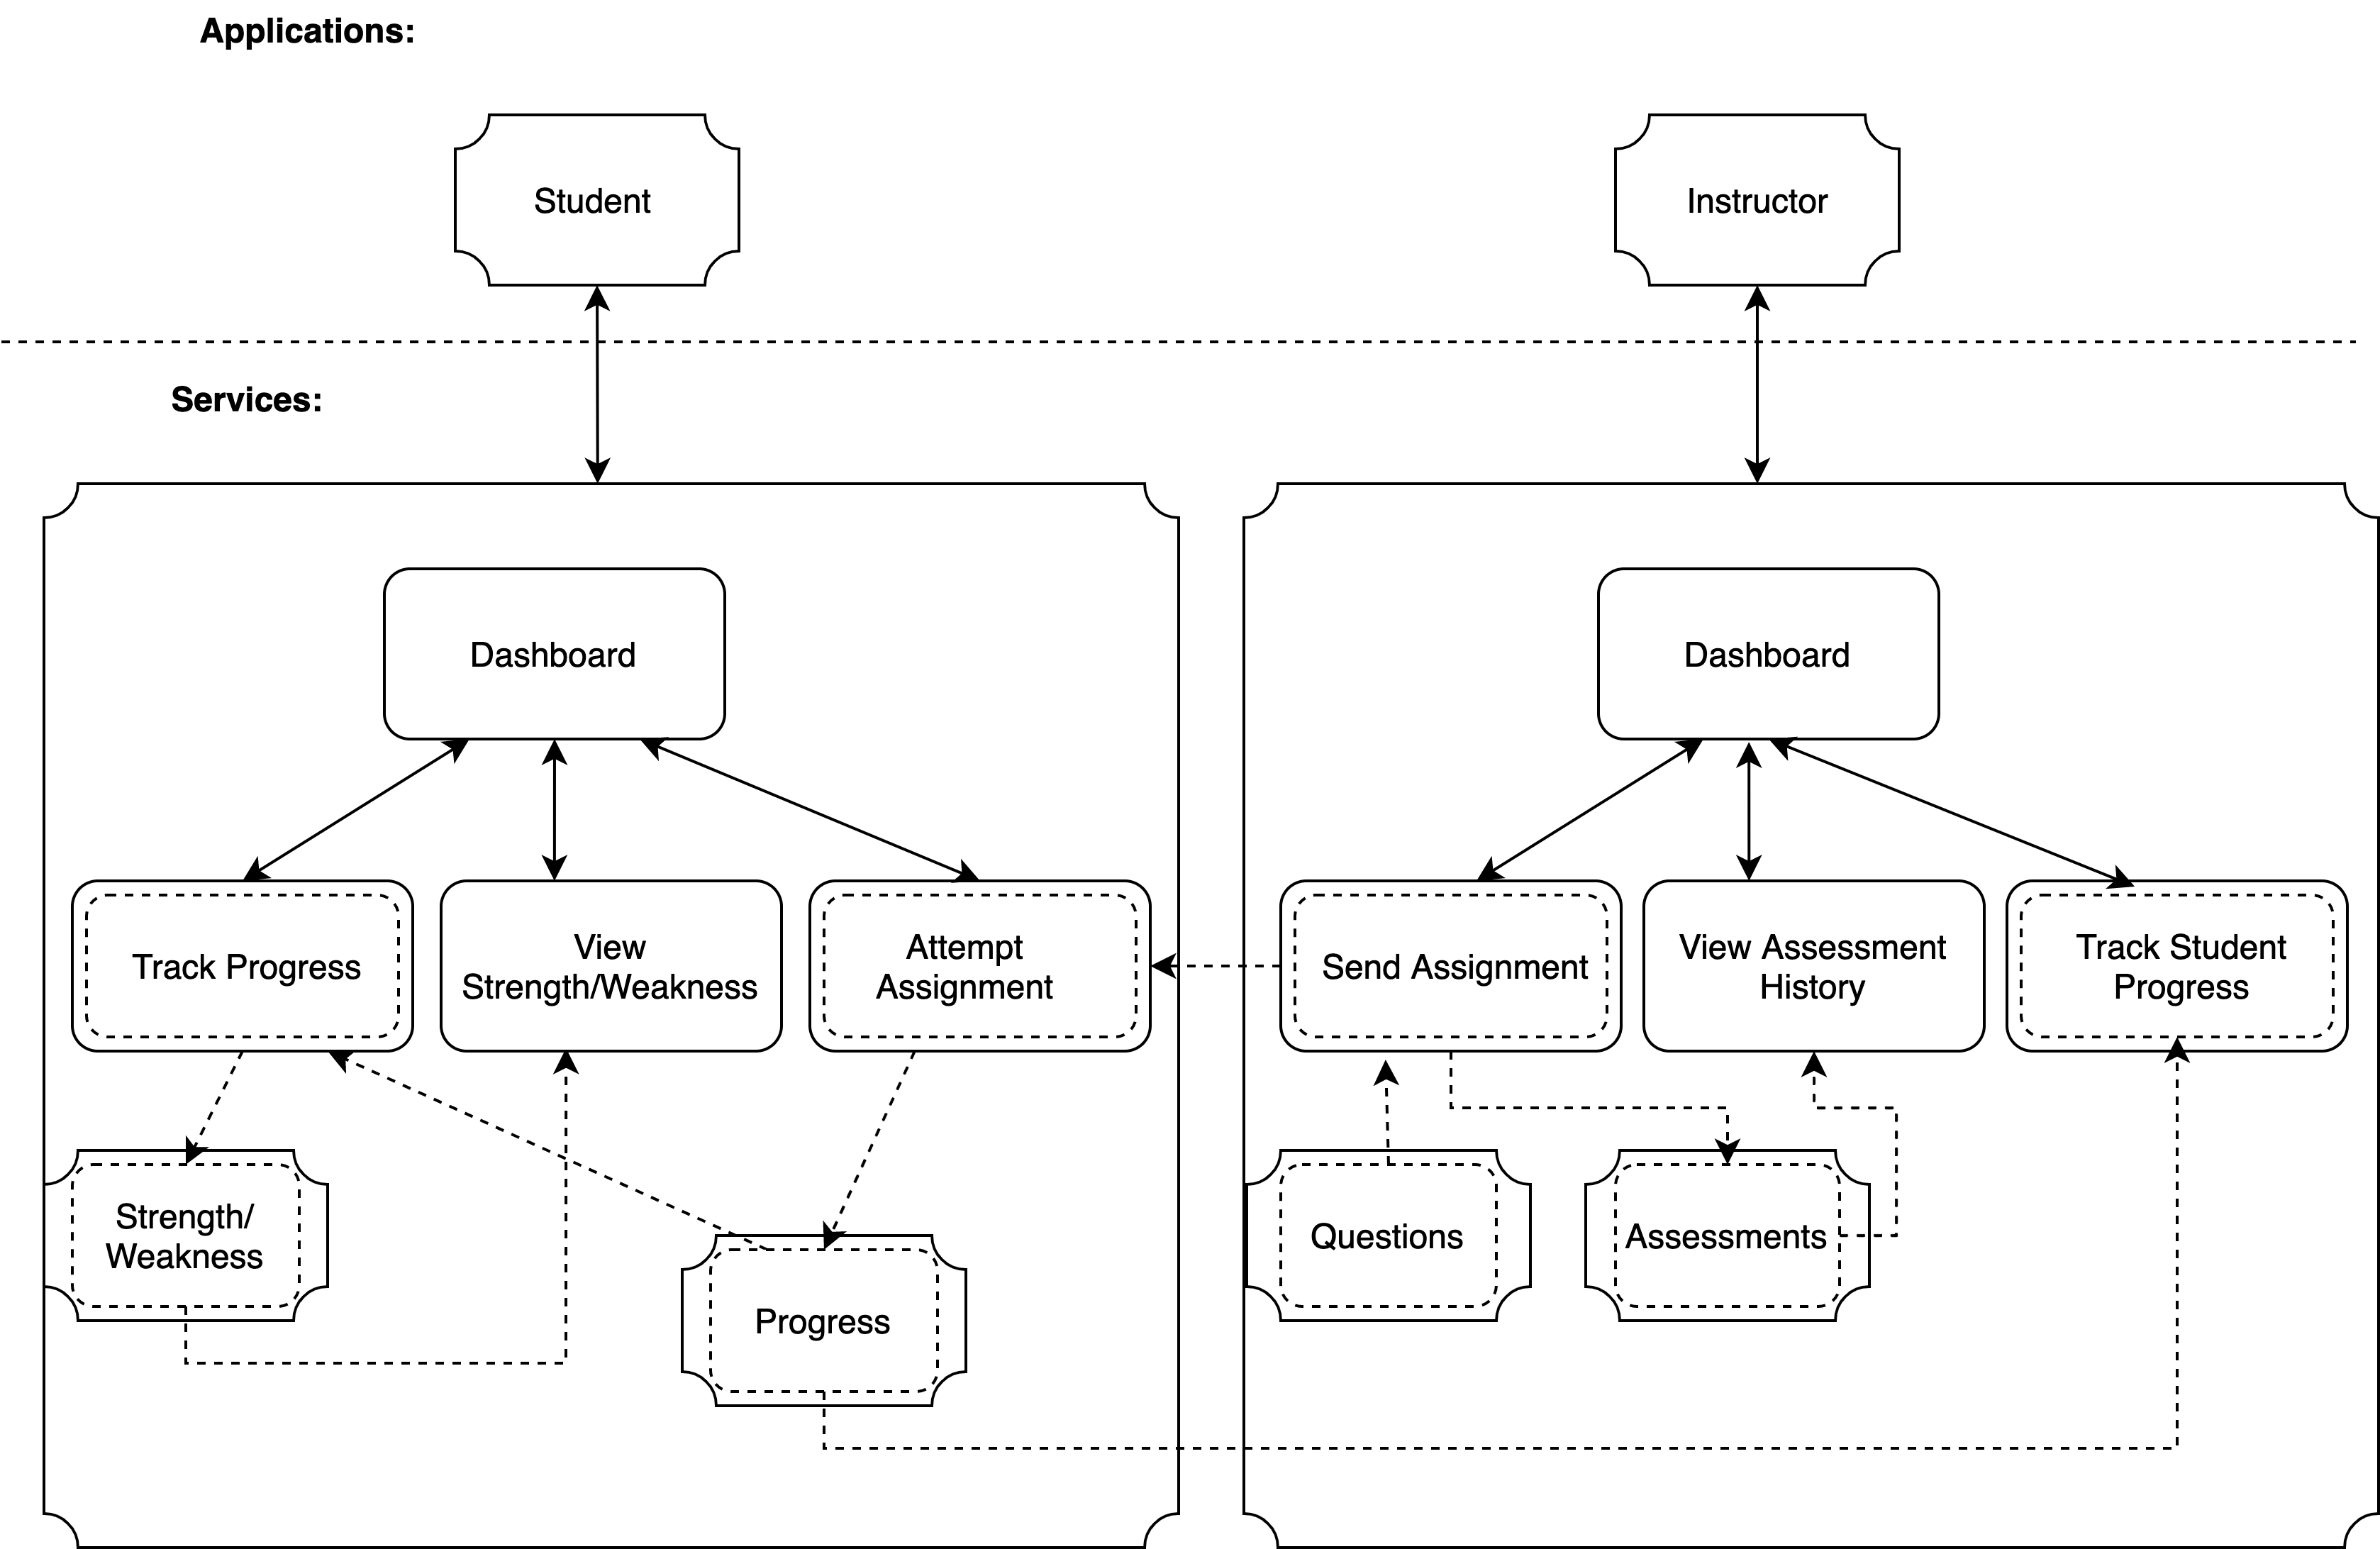 Applications:
Student
Instructor
Services:
Dashboard
Dashboard
Track Progress
View
Strength/Weakness
Attempt
Assignment
Send Assignment
View Assessment
History
Track Student
Progress
Strength/
Weakness
Progress
Questions
Assessments